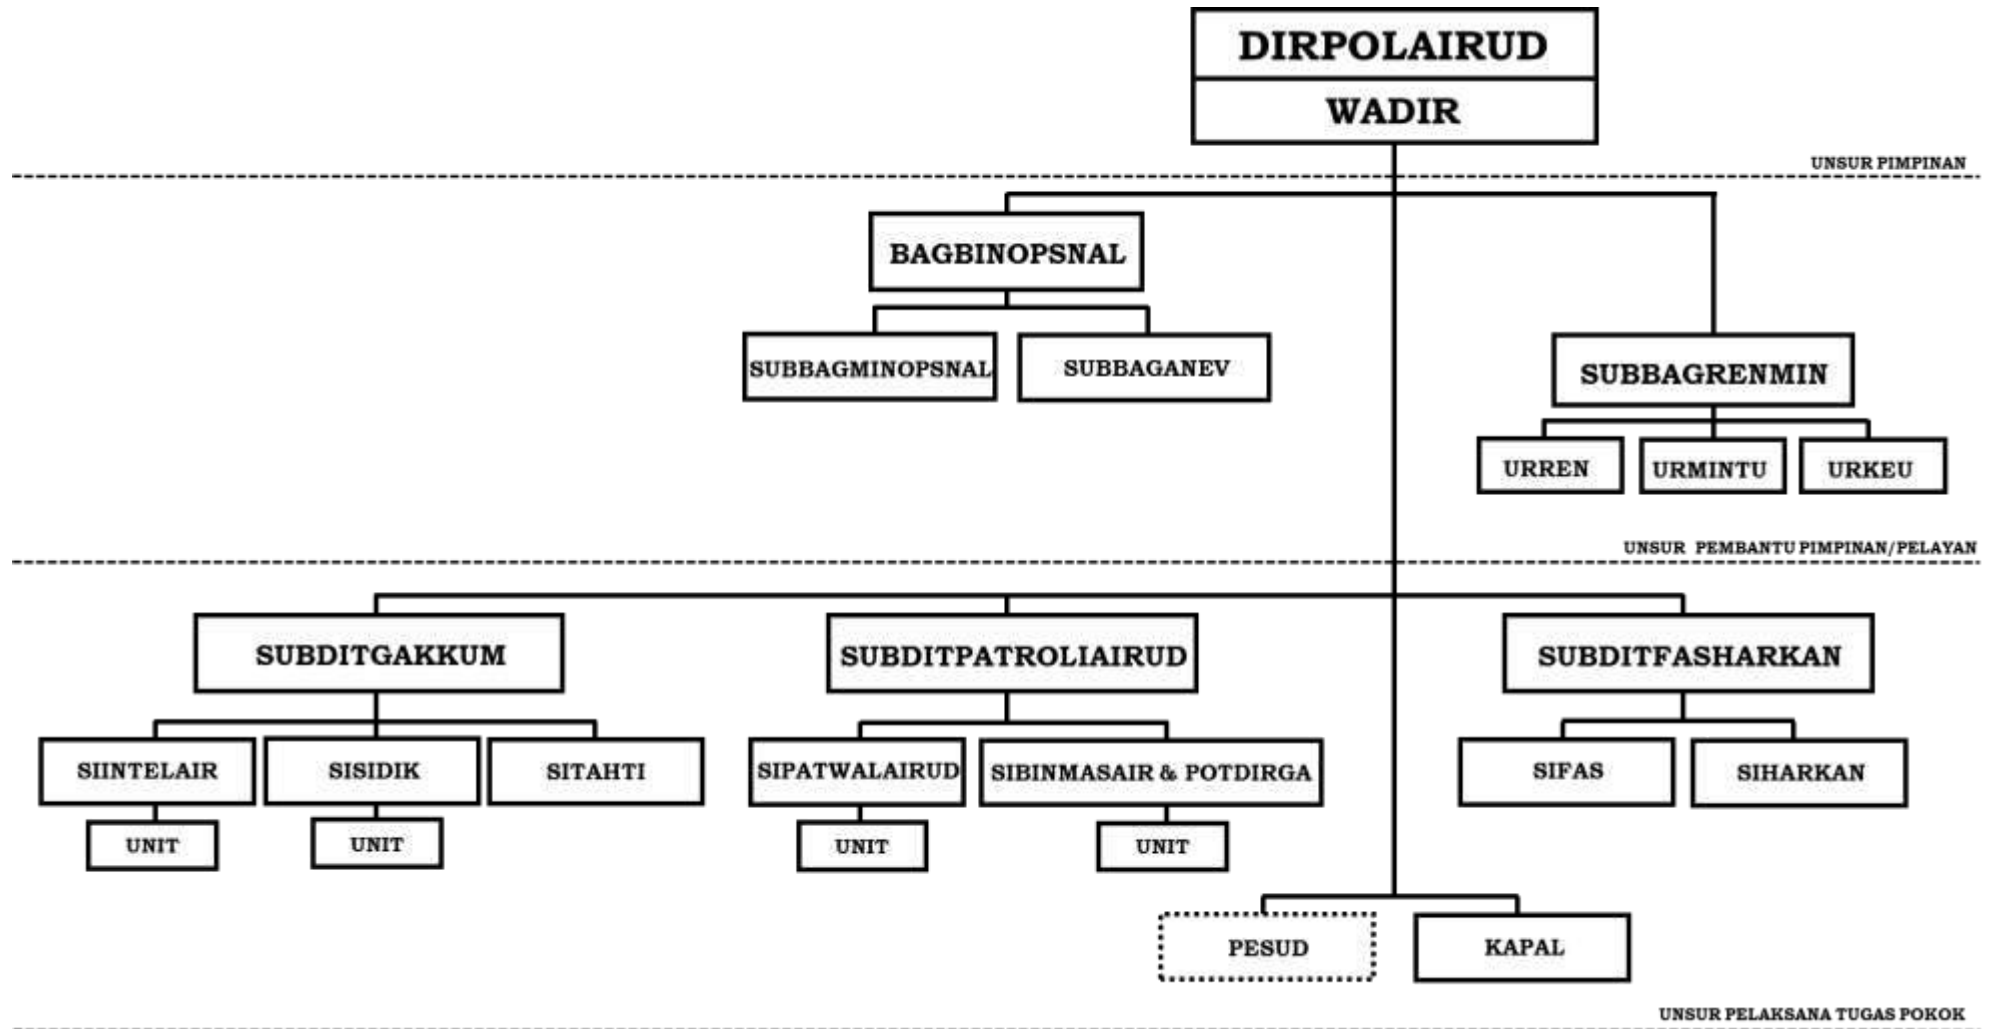 DIRPOLAIRUD
WADIR
UNSUR PIMPINAN
BAGBINOPSNAL
SUBBAGMINOPSNAL
SUBBAGANEV
SUBBAGRENMIN
URREN
URMINTU
URKEU
UNSUR PEMBANTU PIMPINAN/PELAYAN
SUBDITGAKKUM
SUBDITPATROLIAIRUD
SUBDITFASHARKAN
SIINTELAIR
SISIDIK
SITAHTI
SIPATWALAIRUD
SIBINMASAIR & POTDIRGA
SIFAS
SIHARKAN
UNIT
UNIT
UNIT
UNIT
PESUD
KAPAL
UNSUR PELAKSANA TUGAS POKOK